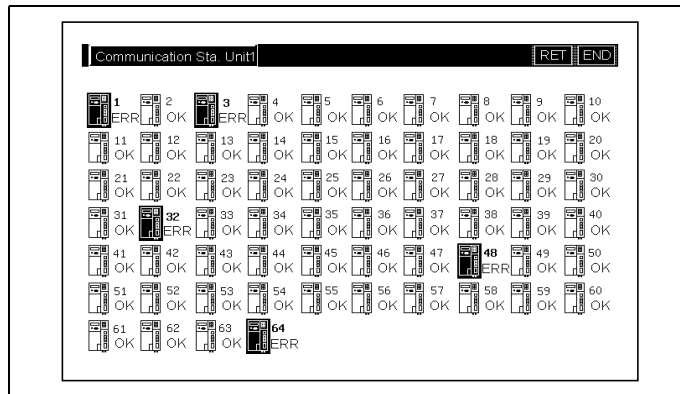 Communication Sta. Unit1 RET END
1 ERR 2 OK 3 ERR 4 OK 5 OK 6 OK 7 OK 8 OK 9 OK 10 OK
11 OK 12 OK 13 OK 14 OK 15 OK 16 OK 17 OK 18 OK 19 OK 20 OK
21 OK 22 OK 23 OK 24 OK 25 OK 26 OK 27 OK 28 OK 29 OK 30 OK
31 OK 32 ERR 33 OK 34 OK 35 OK 36 OK 37 OK 38 OK 39 OK 40 OK
41 OK 42 OK 43 OK 44 OK 45 OK 46 OK 47 OK 48 ERR 49 OK 50 OK
51 OK 52 OK 53 OK 54 OK 55 OK 56 OK 57 OK 58 OK 59 OK 60 OK
61 OK 62 OK 63 OK 64 ERR